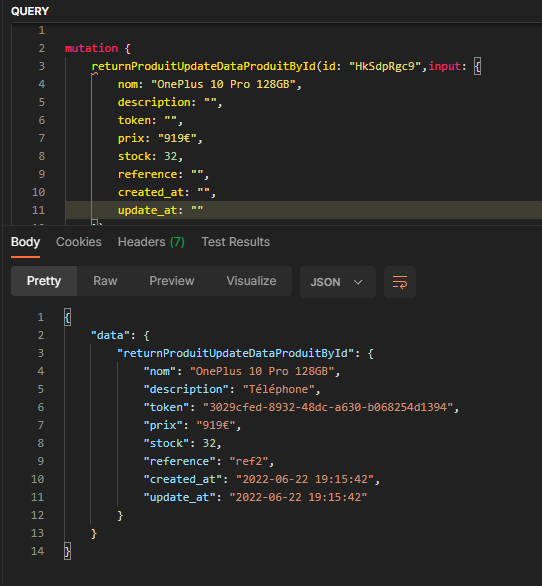 QUERY
1
2 mutation {
3 returnProduitUpdateDataProduitById(id: "HkSdpRgc9",input: {
4 nom: "OnePlus 10 Pro 128GB",
5 description: "",
6 token: "",
7 prix: "919€",
8 stock: 32,
9 reference: "",
10 created_at: "",
11 update_at: ""
Body Cookies Headers (7) Test Results
Pretty Raw Preview Visualize JSON
1 {
2 "data": {
3 "returnProduitUpdateDataProduitById": {
4 "nom": "OnePlus 10 Pro 128GB",
5 "description": "Téléphone",
6 "token": "3029cfed-8932-48dc-a630-b068254d1394",
7 "prix": "919€",
8 "stock": 32,
9 "reference": "ref2",
10 "created_at": "2022-06-22 19:15:42",
11 "update_at": "2022-06-22 19:15:42"
12 }
13 }
14 }